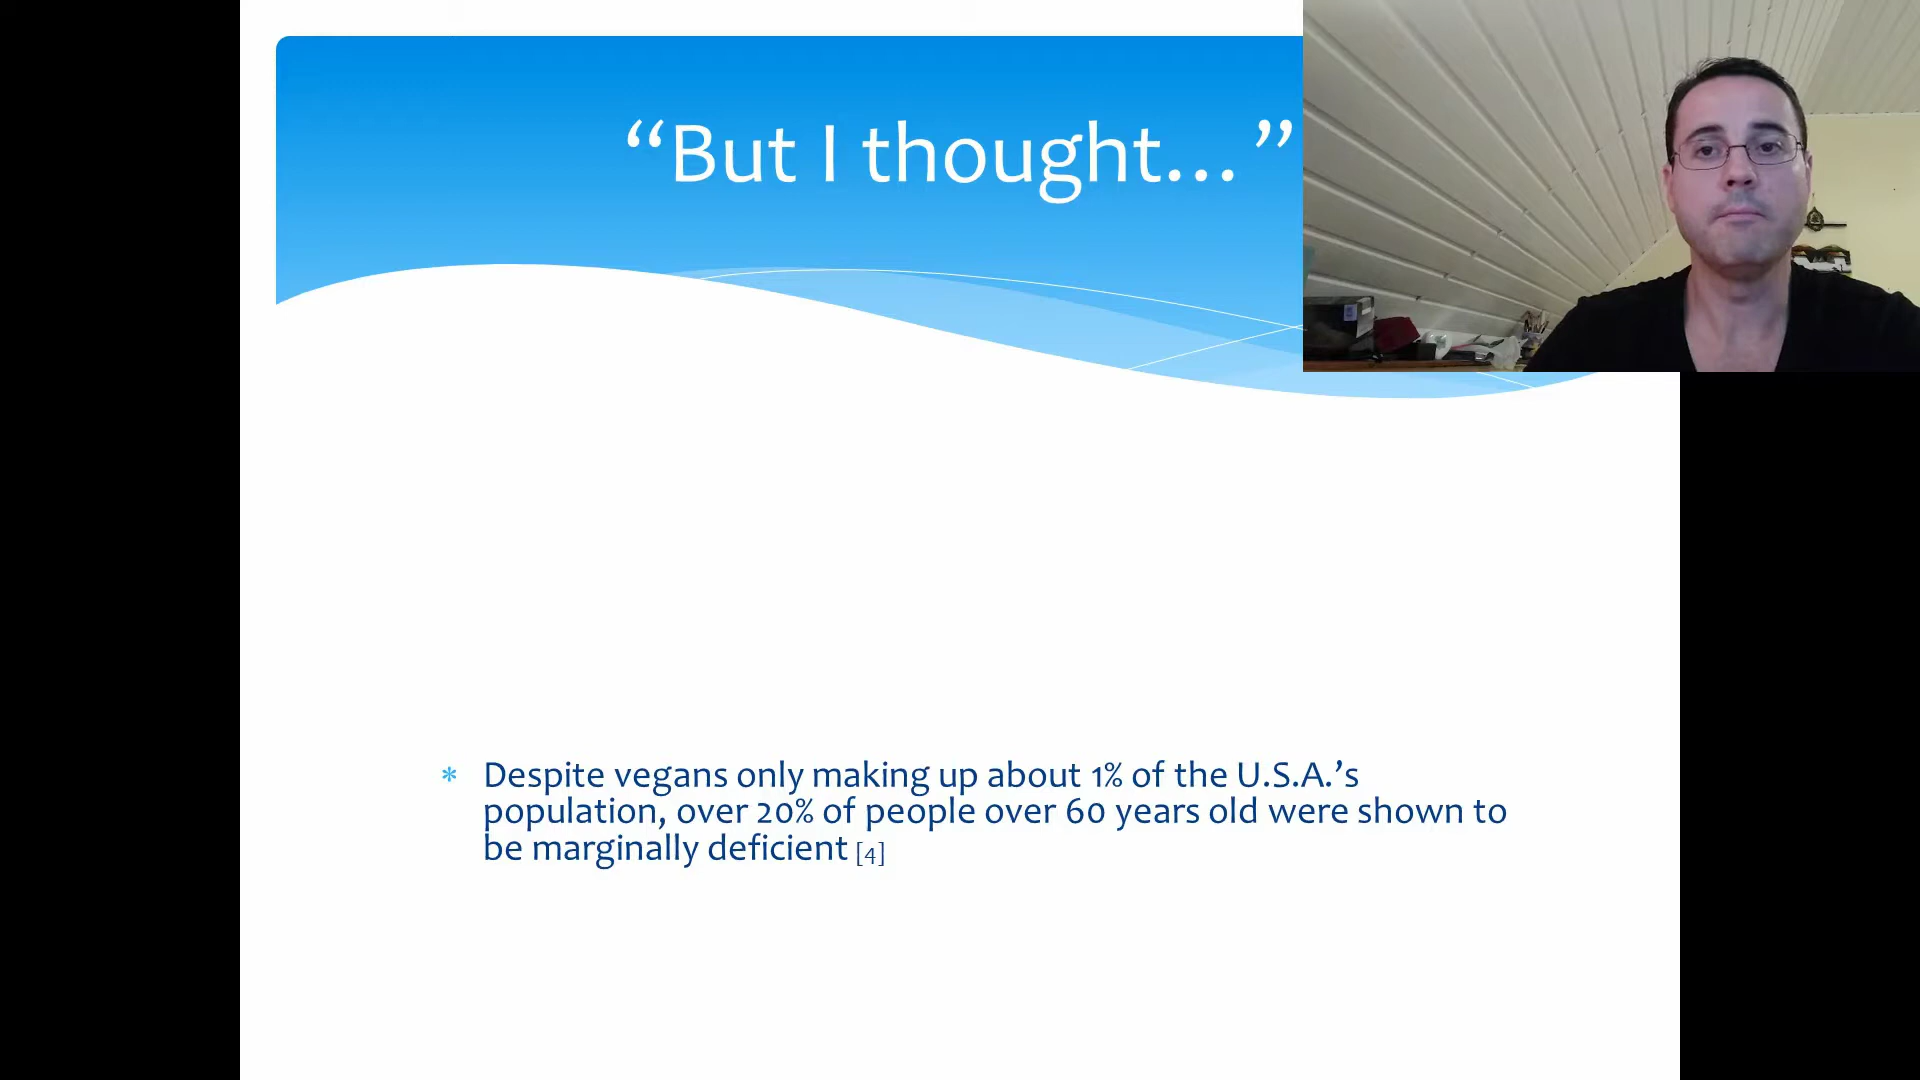 “But I thought…”
* Despite vegans only making up about 1% of the U.S.A.’s
population, over 20% of people over 60 years old were shown to
be marginally deficient [4]